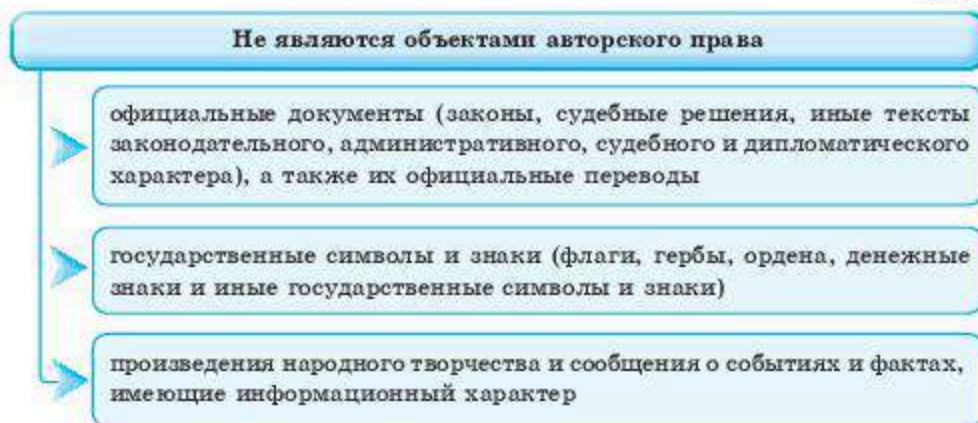 Не являются объектами авторского права
официальные документы (законы, судебные решения, иные тексты
законодательного, административного, судебного и дипломатического
характера), а также их официальные переводы
государственные символы и знаки (флаги, гербы, ордена, денежные
знаки и иные государственные символы и знаки)
произведения народного творчества и сообщения о событиях и фактах,
имеющие информационный характер